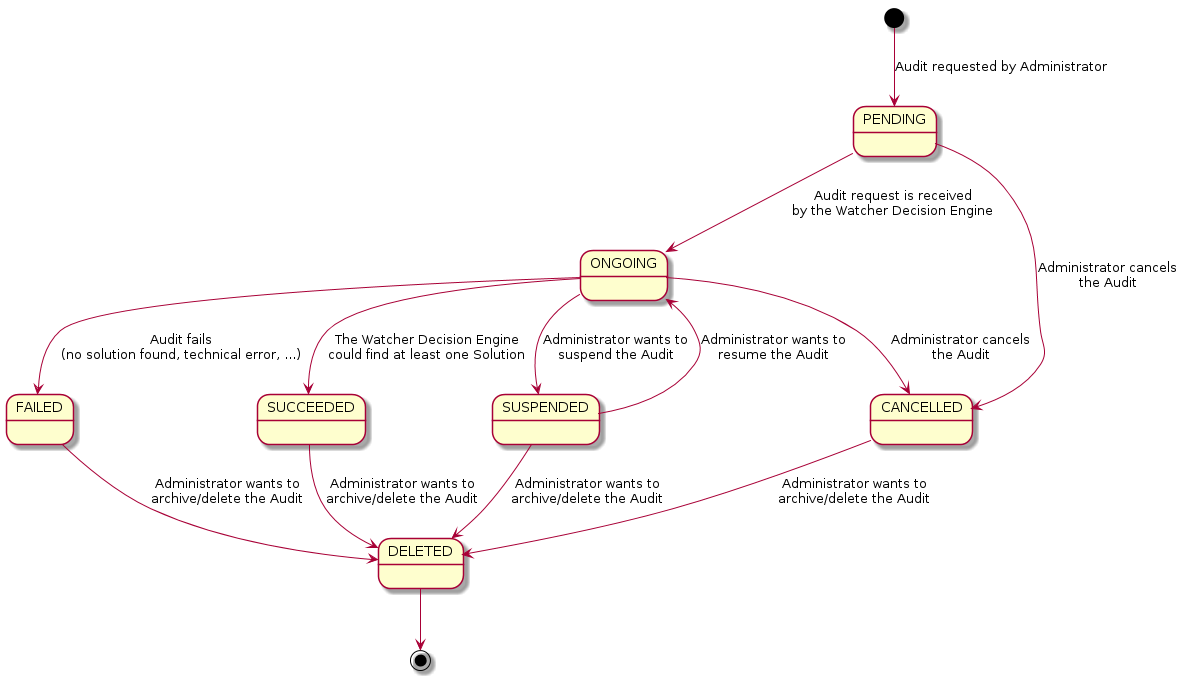 Audit requested by Administrator
PENDING
Audit request is received
by the Watcher Decision Engine
Administrator cancels
the Audit
ONGOING
Audit fails
(no solution found, technical error, ...)
The Watcher Decision Engine
could find at least one Solution
Administrator wants to
suspend the Audit
Administrator wants to
resume the Audit
Administrator cancels
the Audit
FAILED
SUCCEEDED
SUSPENDED
CANCELLED
Administrator wants to
archive/delete the Audit
Administrator wants to
archive/delete the Audit
Administrator wants to
archive/delete the Audit
Administrator wants to
archive/delete the Audit
DELETED